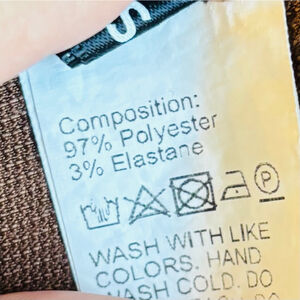 S
Composition:
97% Polyester
3% Elastane
WASH WITH LIKE
COLORS. HAND
WASH COLD. DO